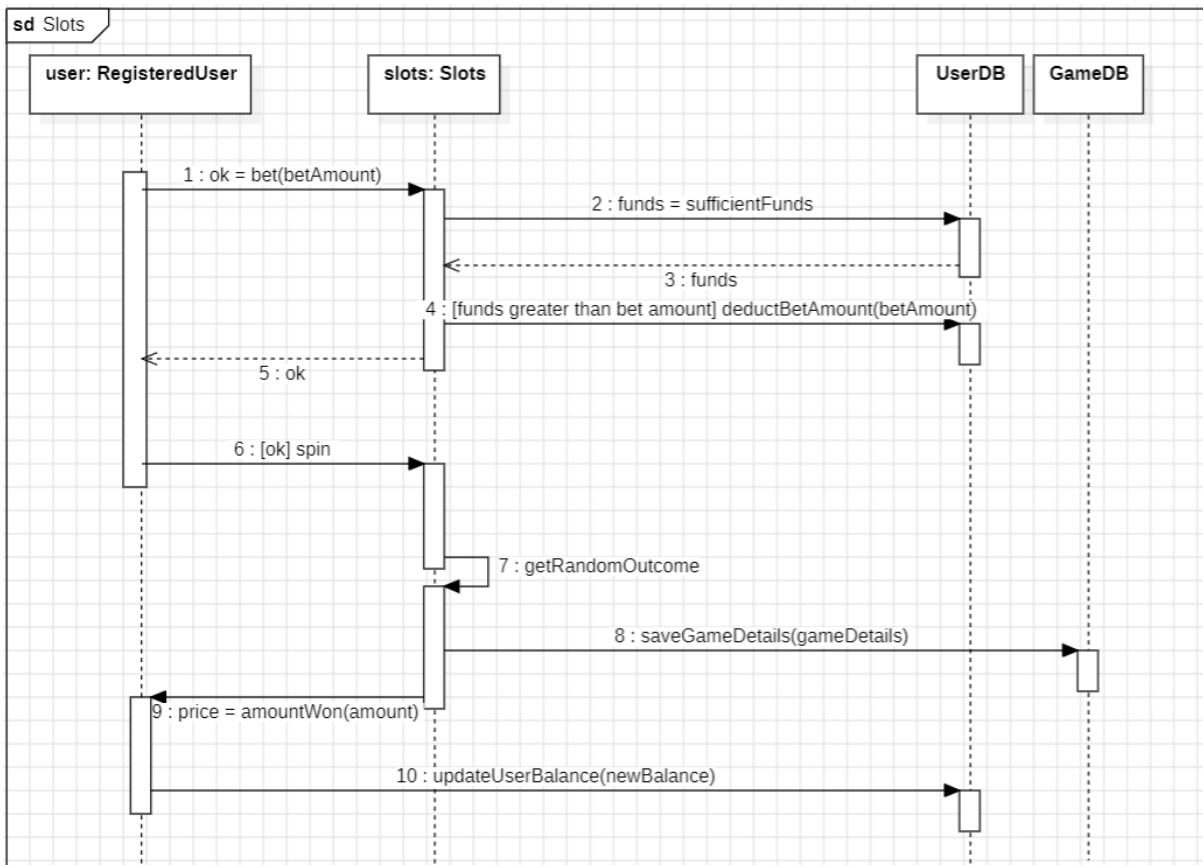 sd Slots
user: RegisteredUser
slots: Slots
UserDB
GameDB
1 : ok = bet(betAmount)
2 : funds = sufficientFunds
3 : funds
4 : [funds greater than bet amount] deductBetAmount(betAmount)
5 : ok
6 : [ok] spin
7 : getRandomOutcome
8 : saveGameDetails(gameDetails)
9 : price = amountWon(amount)
10 : updateUserBalance(newBalance)